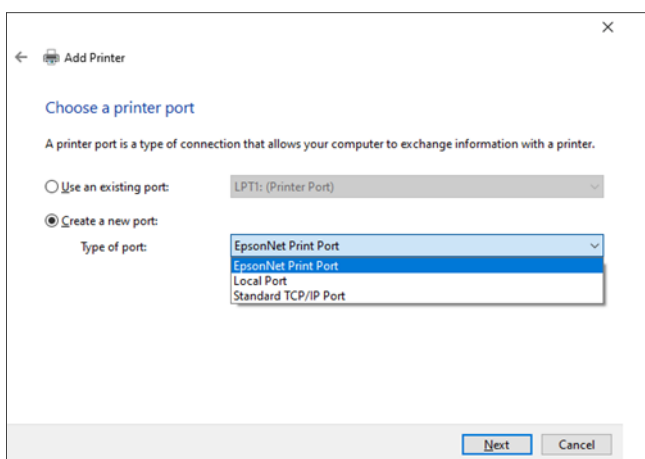 Add Printer
Choose a printer port
A printer port is a type of connection that allows your computer to exchange information with a printer.
Use an existing port: LPT1: (Printer Port)
Create a new port:
Type of port: EpsonNet Print Port
EpsonNet Print Port
Local Port
Standard TCP/IP Port
Next Cancel